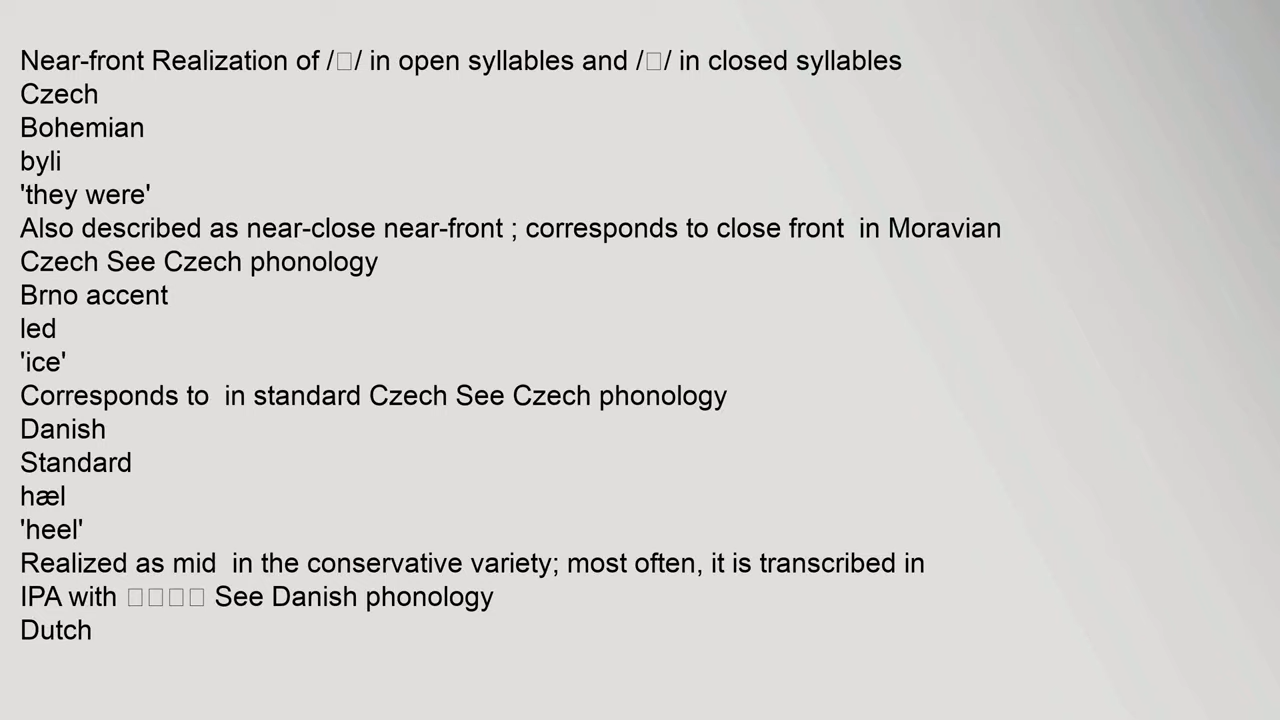 Near-front Realization of /□/ in open syllables and /□/ in closed syllables
Czech
Bohemian
byli
'they were'
Also described as near-close near-front ; corresponds to close front  in Moravian
Czech See Czech phonology
Brno accent
led
'ice'
Corresponds to  in standard Czech See Czech phonology
Danish
Standard
hæl
'heel'
Realized as mid  in the conservative variety; most often, it is transcribed in
IPA with □□□□ See Danish phonology
Dutch